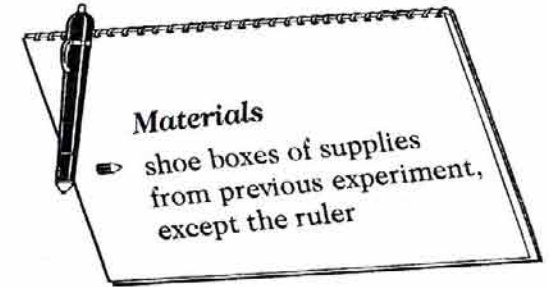 Materials
shoe boxes of supplies
from previous experiment,
except the ruler